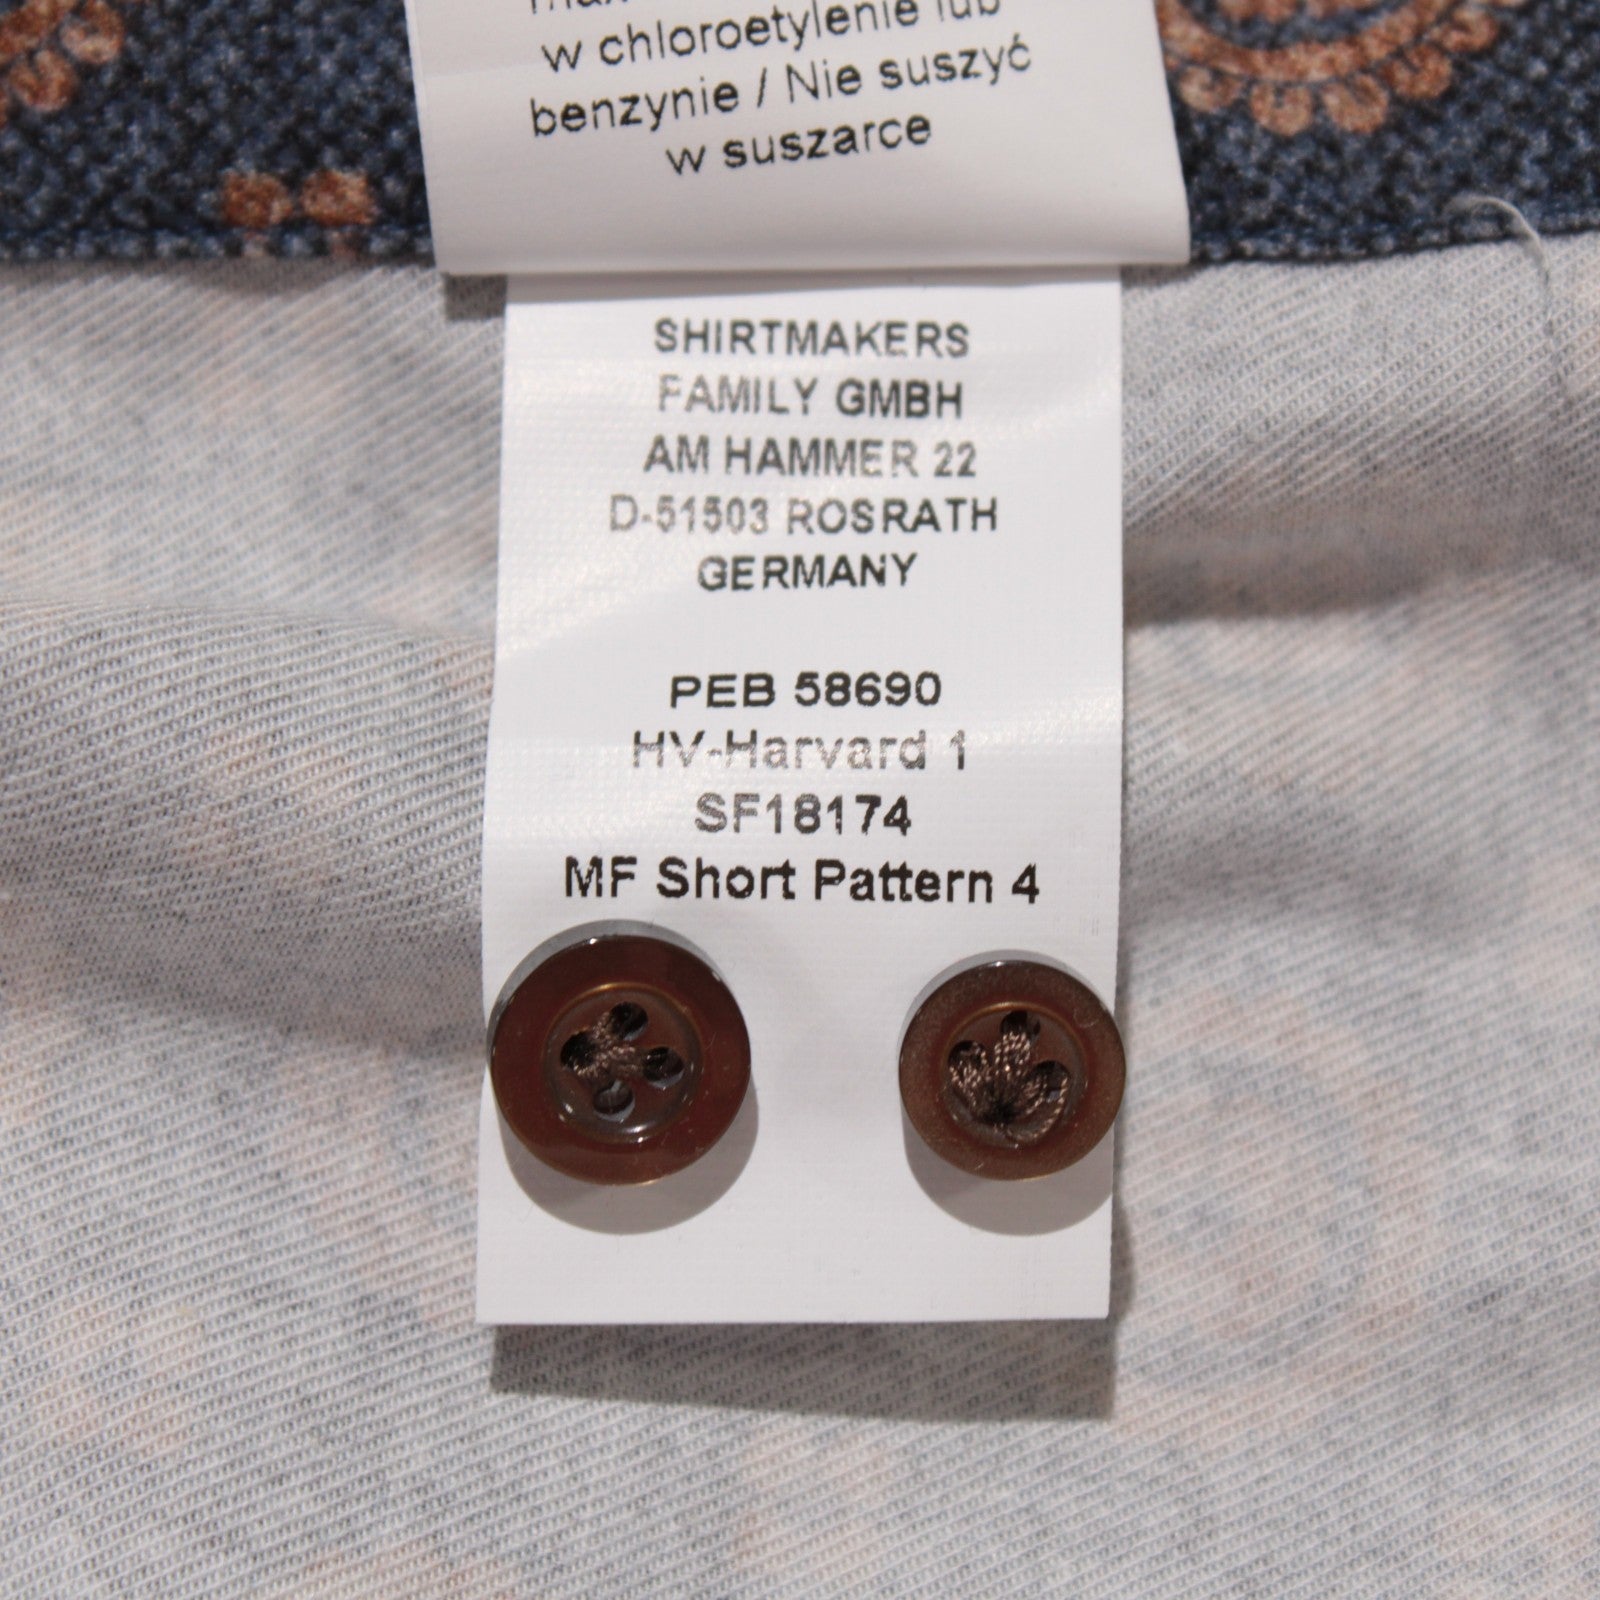 w chloroetylenie lub
benzynie / Nie suszyć
w suszarce
SHIRTMAKERS
FAMILY GMBH
AM HAMMER 22
D-51503 ROSRATH
GERMANY
PEB 58690
HV-Harvard 1
SF18174
MF Short Pattern 4